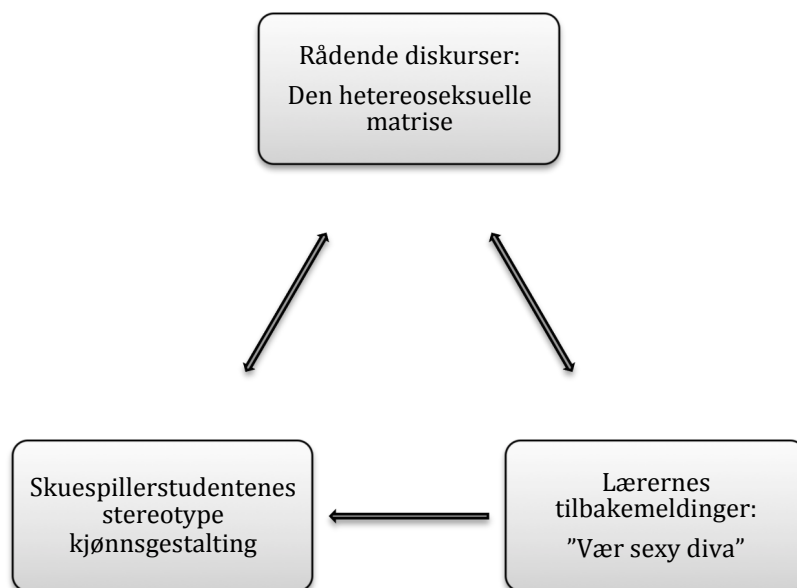 Rådende diskurser:
Den hetereoseksuelle
matrise
Skuespillerstudentenes
stereotype
kjønnsgestalting
Lærernes
tilbakemeldinger:
”Vær sexy diva”